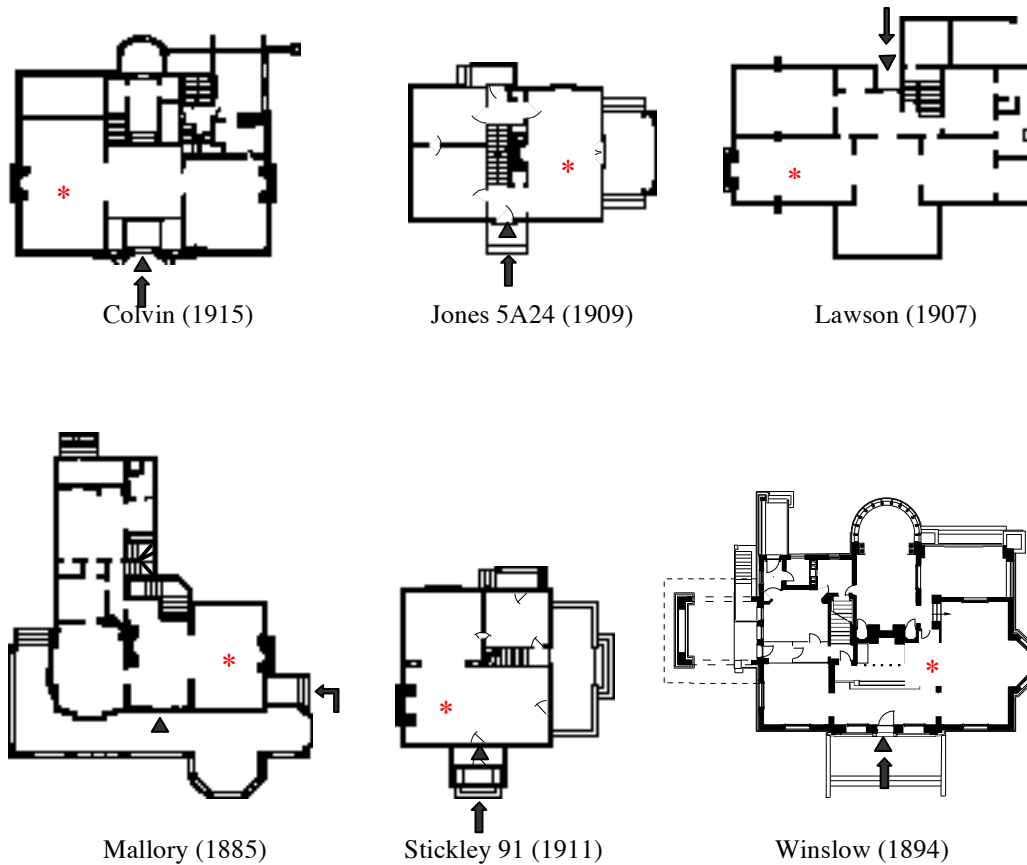 Colvin (1915)
Jones 5A24 (1909)
Lawson (1907)
Mallory (1885)
Stickley 91 (1911)
Winslow (1894)